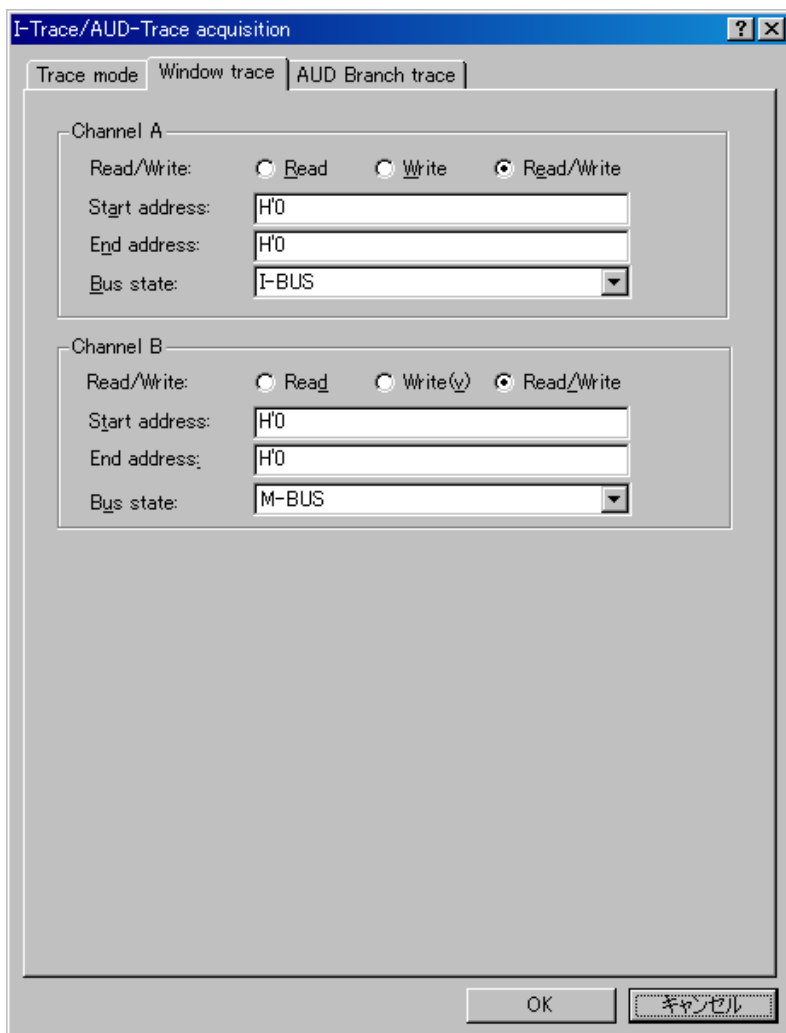 I-Trace/AUD-Trace acquisition
Trace mode Window trace AUD Branch trace
Channel A
Read/Write: Read Write Read/Write
Start address: H'0
End address: H'0
Bus state: I-BUS
Channel B
Read/Write: Read Write(v) Read/Write
Start address: H'0
End address: H'0
Bus state: M-BUS
OK キャンセル